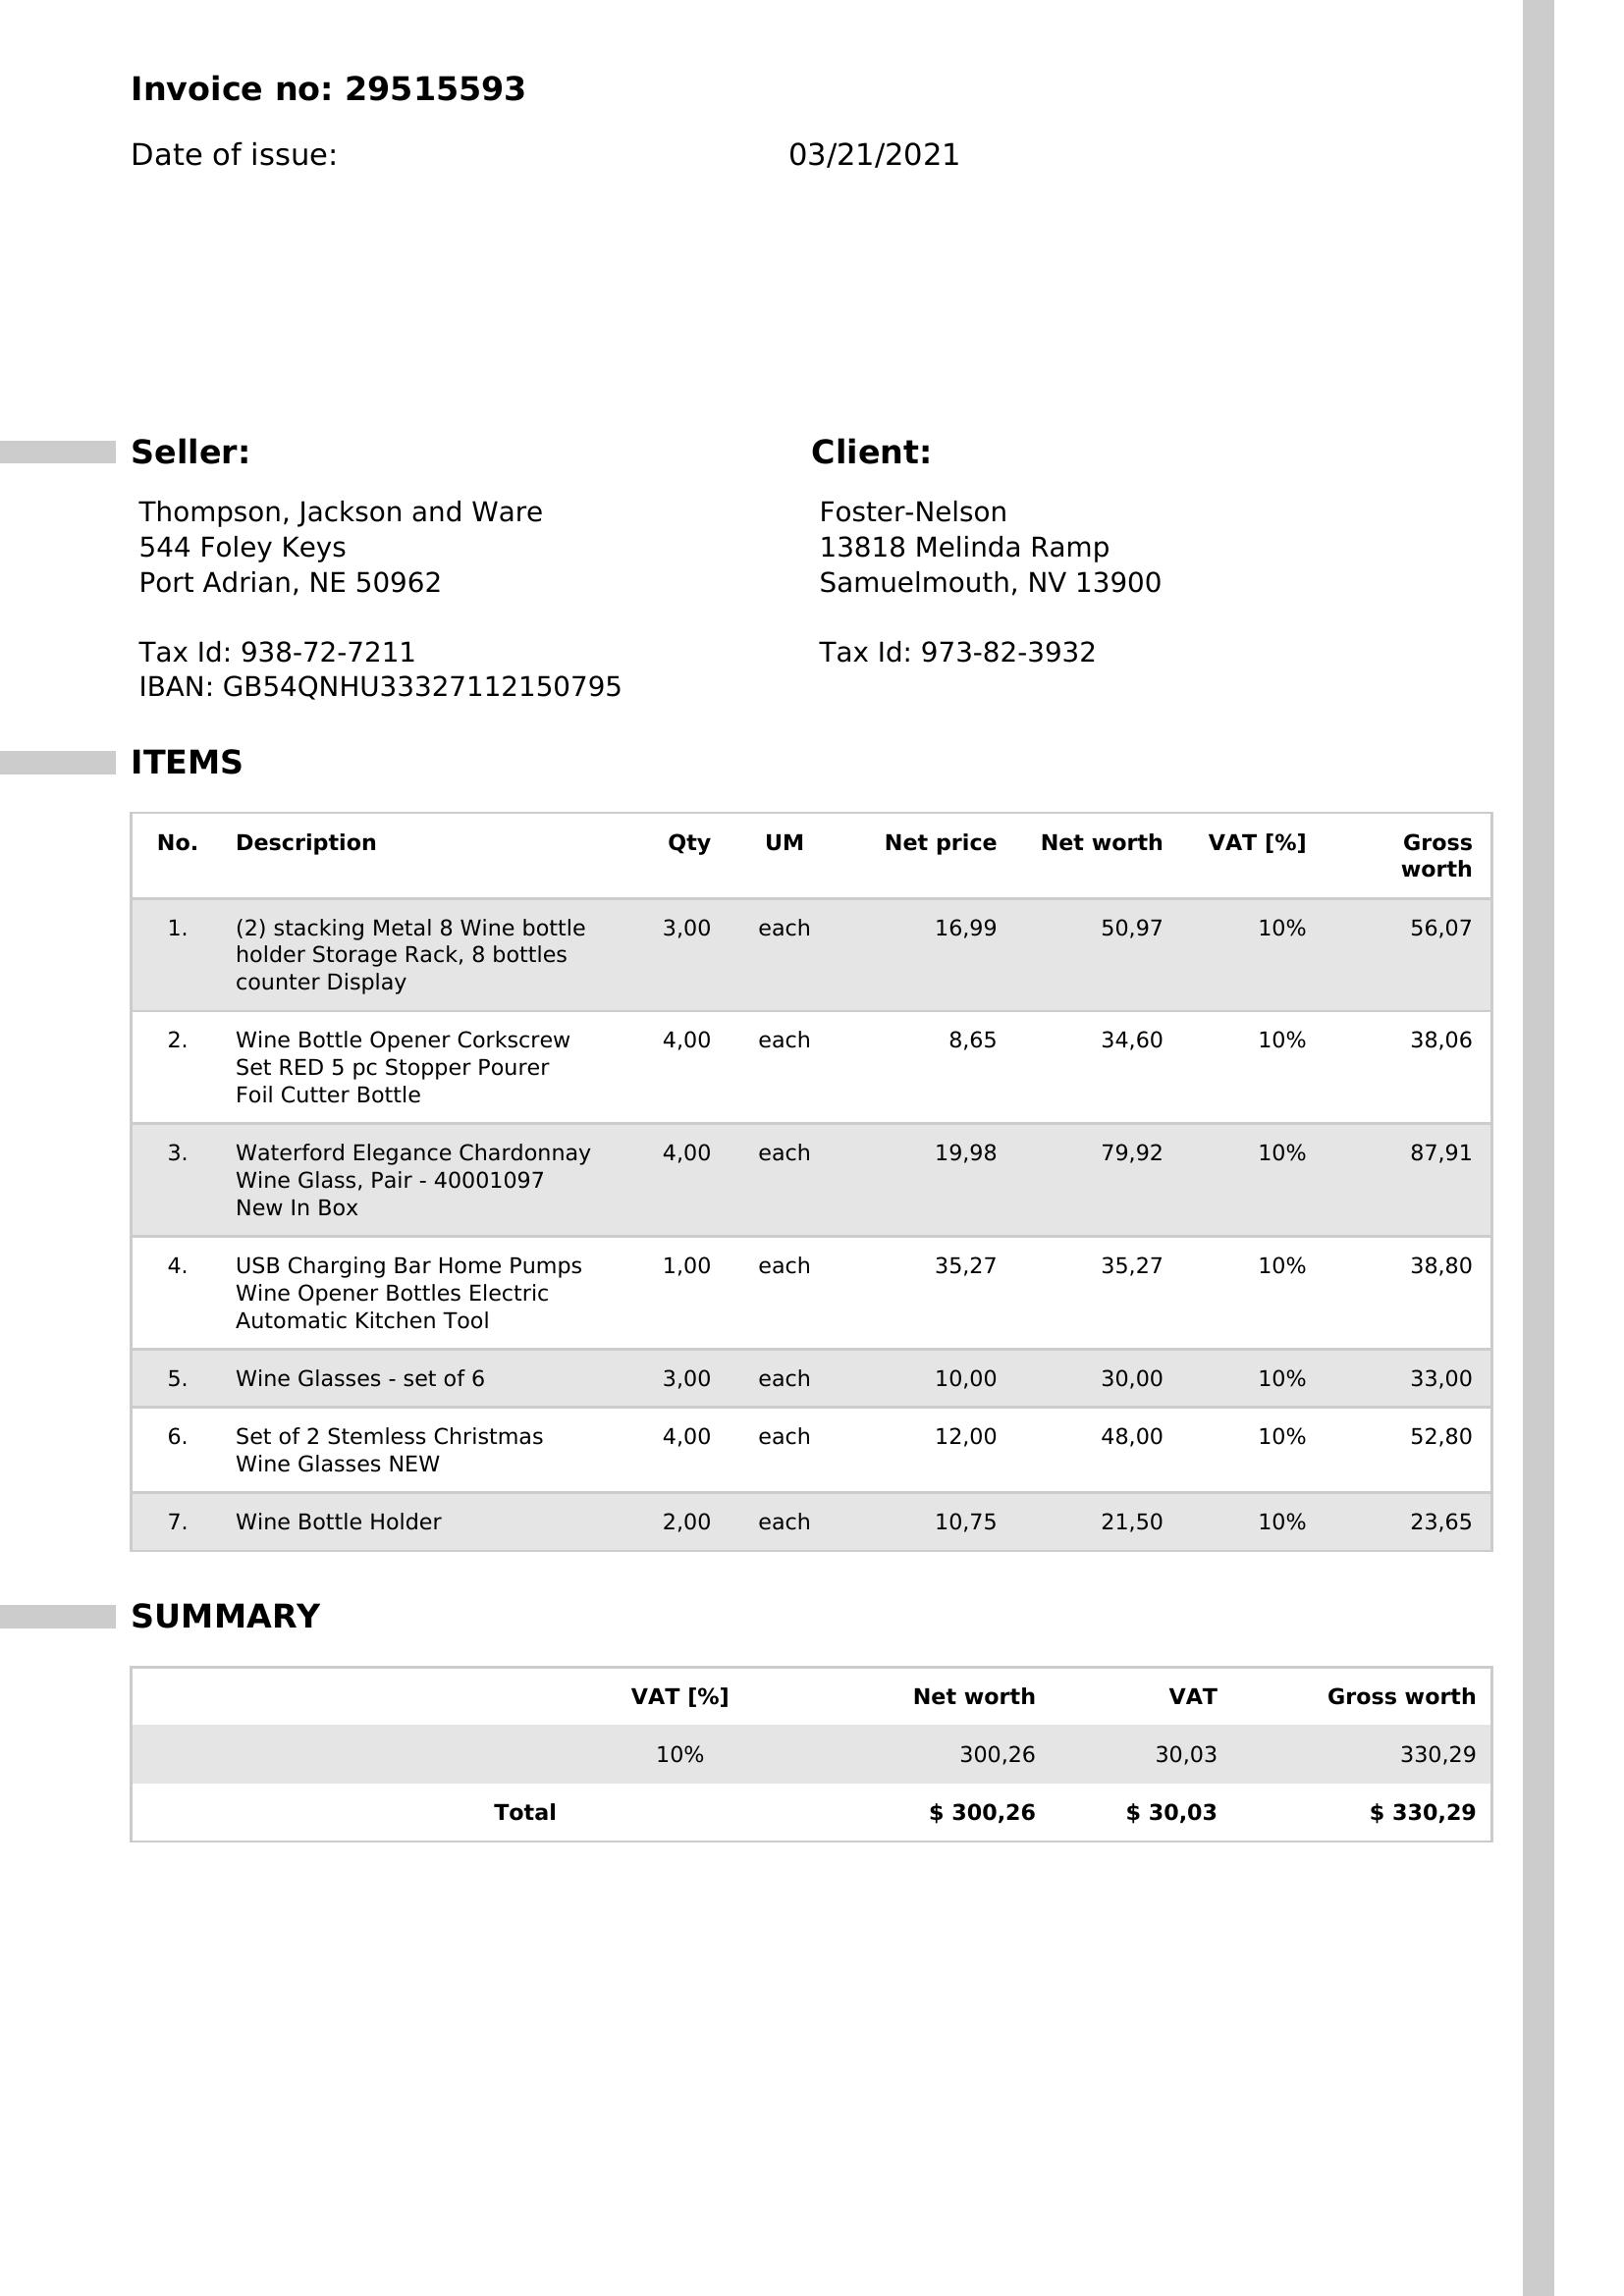 Invoice no: 29515593
Date of issue: 03/21/2021
Seller: Client:
Thompson, Jackson and Ware Foster-Nelson
544 Foley Keys 13818 Melinda Ramp
Port Adrian, NE 50962 Samuelmouth, NV 13900
Tax Id: 938-72-7211 Tax Id: 973-82-3932
IBAN: GB54QNHU33327112150795
ITEMS
No. Description Qty UM Net price Net worth VAT [%] Gross
worth
1. (2) stacking Metal 8 Wine bottle 3,00 each 16,99 50,97 10% 56,07
holder Storage Rack, 8 bottles
counter Display
2. Wine Bottle Opener Corkscrew 4,00 each 8,65 34,60 10% 38,06
Set RED 5 pc Stopper Pourer
Foil Cutter Bottle
3. Waterford Elegance Chardonnay 4,00 each 19,98 79,92 10% 87,91
Wine Glass, Pair - 40001097
New In Box
4. USB Charging Bar Home Pumps 1,00 each 35,27 35,27 10% 38,80
Wine Opener Bottles Electric
Automatic Kitchen Tool
5. Wine Glasses - set of 6 3,00 each 10,00 30,00 10% 33,00
6. Set of 2 Stemless Christmas 4,00 each 12,00 48,00 10% 52,80
Wine Glasses NEW
7. Wine Bottle Holder 2,00 each 10,75 21,50 10% 23,65
SUMMARY
VAT [%] Net worth VAT Gross worth
10% 300,26 30,03 330,29
Total $ 300,26 $ 30,03 $ 330,29